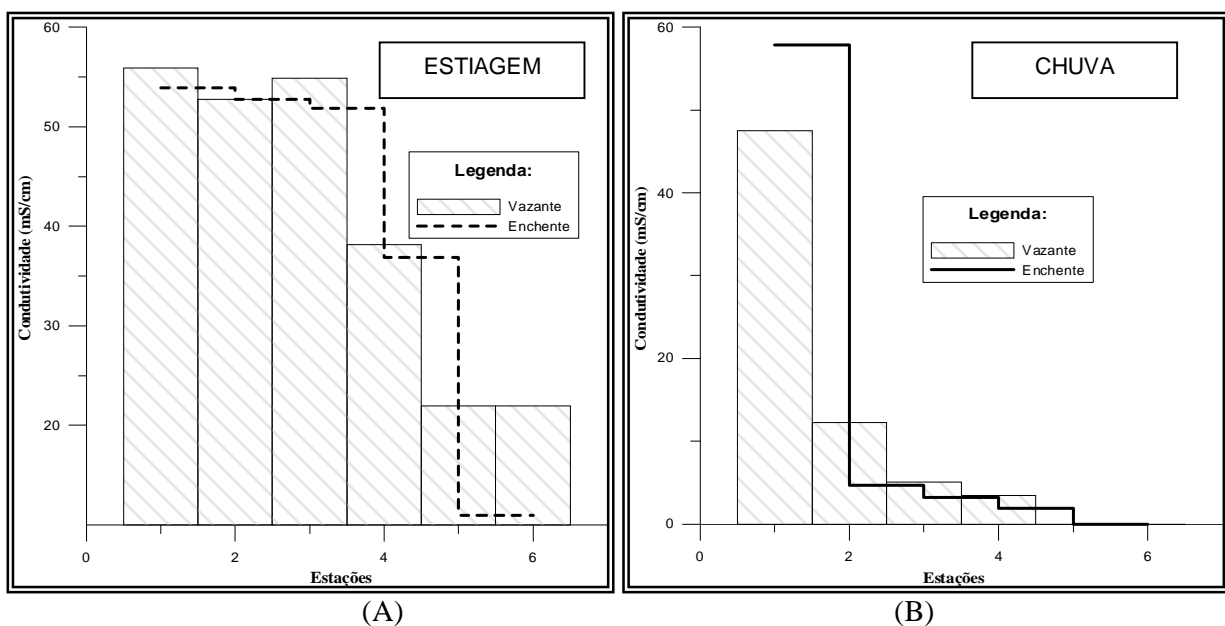 ESTIAGEM
Condutividade (mS/cm)
60
50
40
30
20
Legenda:
Vazante
Enchente
0
2
4
6
Estações
(A)
CHUVA
Condutividade (mS/cm)
60
40
20
0
Legenda:
Vazante
Enchente
0
2
4
6
Estações
(B)